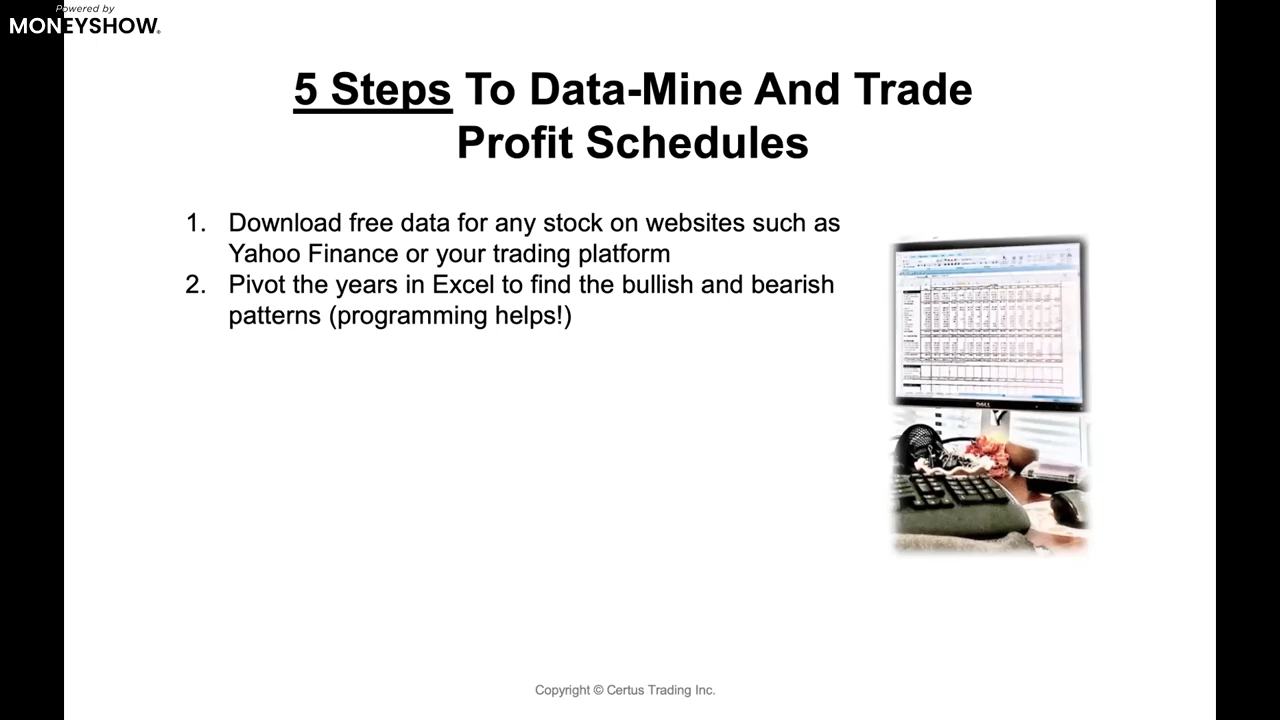 Powered by
MONEYSHOW®
5 Steps To Data-Mine And Trade
Profit Schedules
1. Download free data for any stock on websites such as
Yahoo Finance or your trading platform
2. Pivot the years in Excel to find the bullish and bearish
patterns (programming helps!)
DELL
Copyright © Certus Trading Inc.